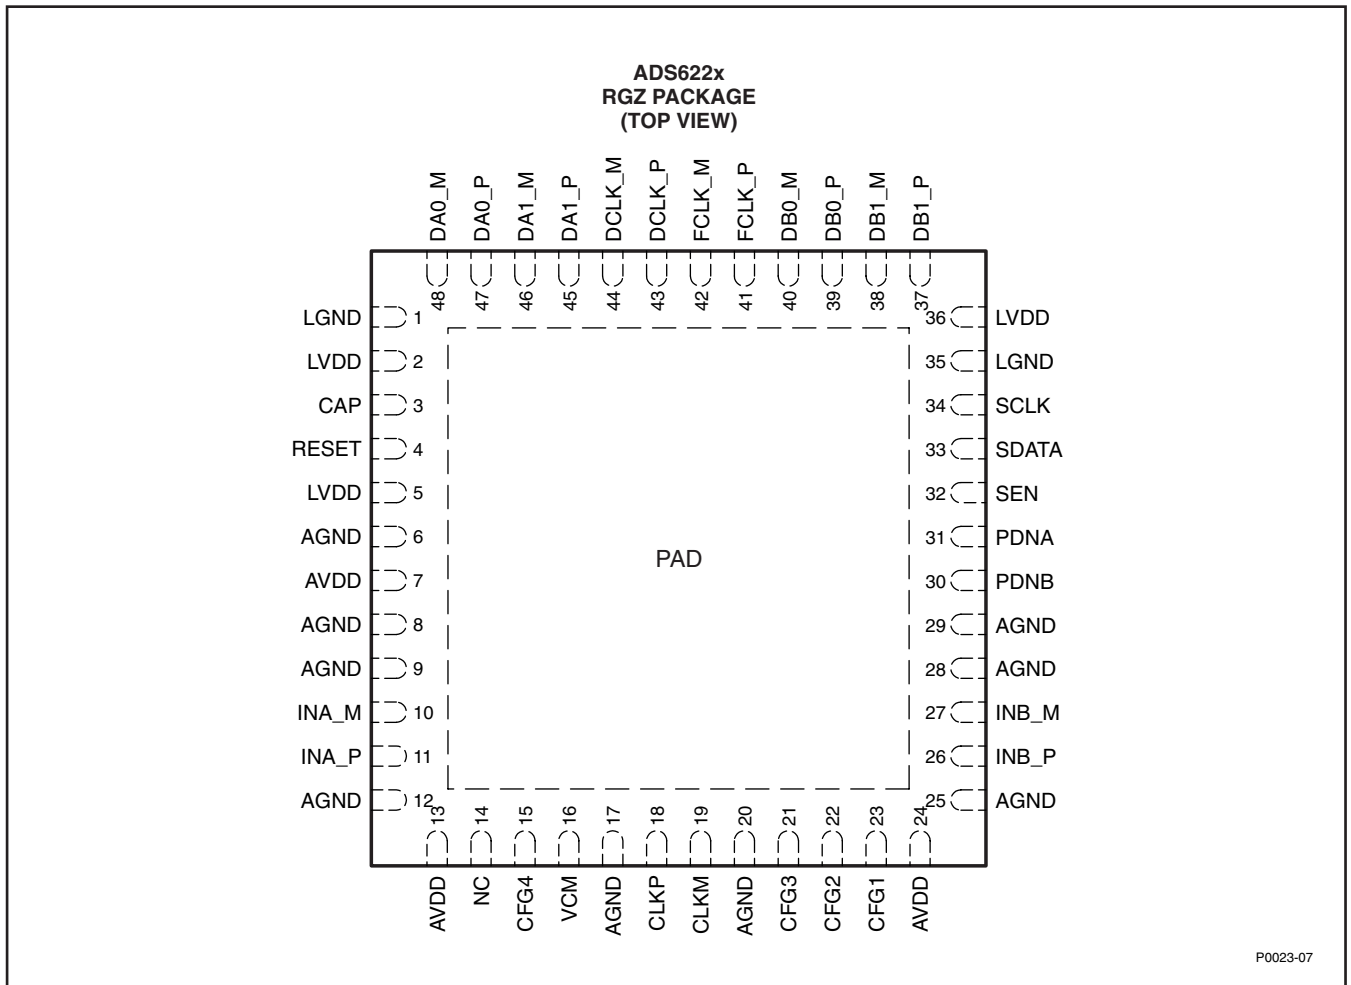 ADS622x
RGZ PACKAGE
(TOP VIEW)
DA0_M
DA0_P
DA1_M
DA1_P
DCLK_M
DCLK_P
FCLK_M
FCLK_P
DB0_M
DB0_P
DB1_M
DB1_P
48
47
46
45
44
43
42
41
40
39
38
37
LGND 1
LVDD 2
CAP 3
RESET 4
LVDD 5
AGND 6
AVDD 7
AGND 8
AGND 9
INA_M 10
INA_P 11
AGND 12
PAD
36 LVDD
35 LGND
34 SCLK
33 SDATA
32 SEN
31 PDNA
30 PDNB
29 AGND
28 AGND
27 INB_M
26 INB_P
25 AGND
13
14
15
16
17
18
19
20
21
22
23
24
AVDD
NC
CFG4
VCM
AGND
CLKP
CLKM
AGND
CFG3
CFG2
CFG1
AVDD
P0023-07